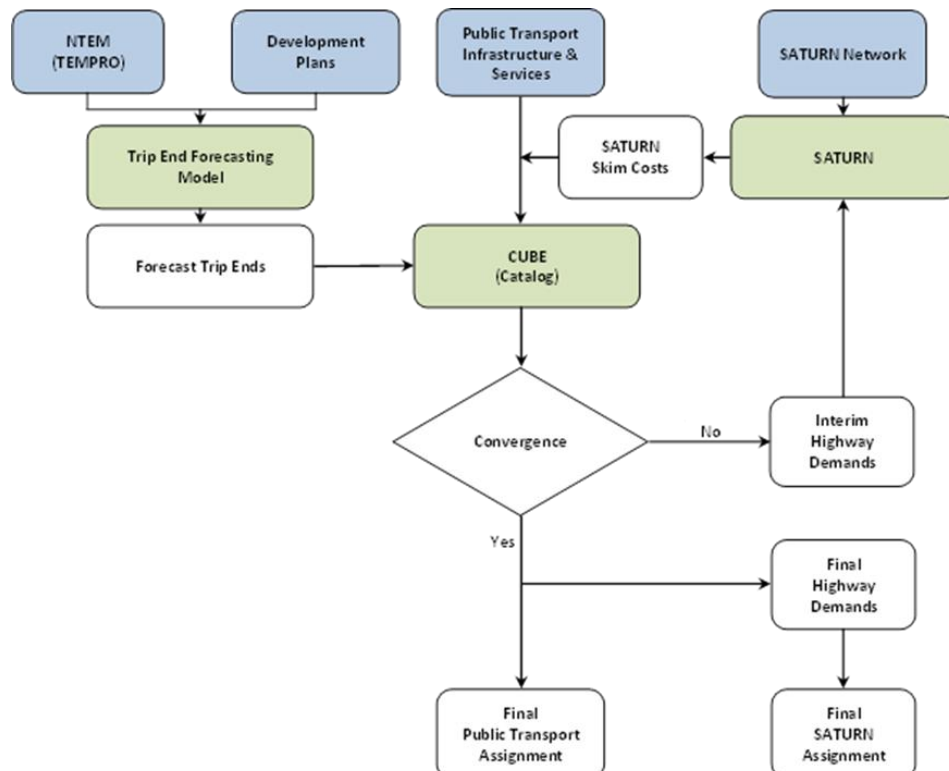 NTEM
(TEMPRO)
Development
Plans
Public Transport
Infrastructure &
Services
SATURN Network
Trip End Forecasting
Model
SATURN
Skim Costs
SATURN
Forecast Trip Ends
CUBE
(Catalog)
Convergence
No
Interim
Highway
Demands
Yes
Final
Highway
Demands
Final
Public Transport
Assignment
Final
SATURN
Assignment